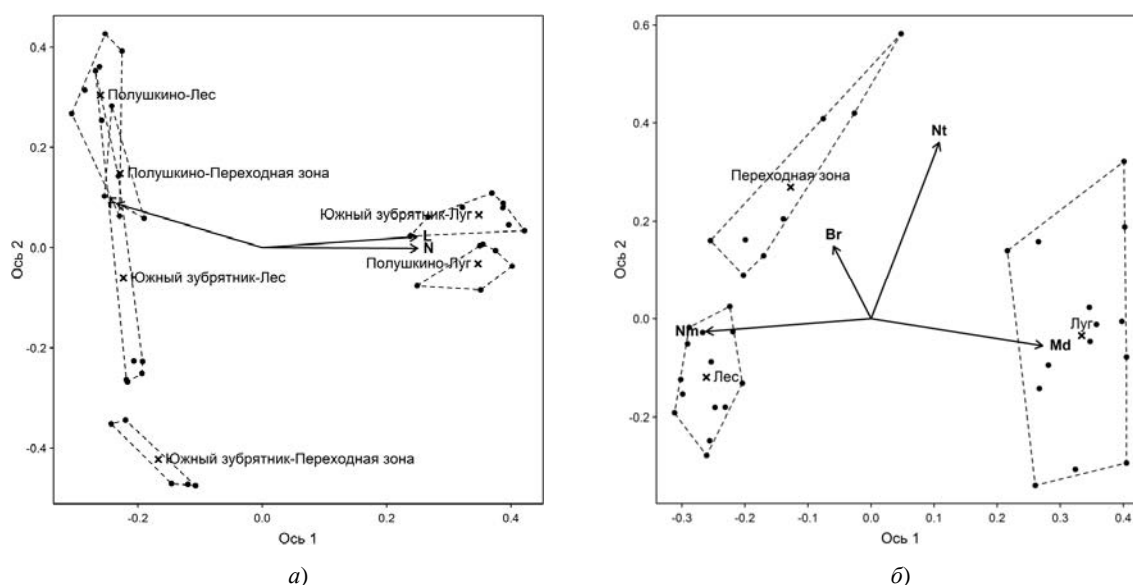 0.4
0.2
0.0
-0.2
-0.4
Ось 2
Полушкино-Лес
Полушкино-Переходная зона
Южный зубрятник-Луг
L
N
Полушкино-Луг
Южный зубрятник-Лес
Южный зубрятник-Переходная зона
-0.2
0.0
0.2
0.4
Ось 1
а)
0.6
0.4
0.2
0.0
-0.2
Ось 2
Nt
Переходная зона
Br
Nm
Луг
Md
Лес
-0.3
-0.2
-0.1
0.0
0.1
0.2
0.3
0.4
Ось 1
б)